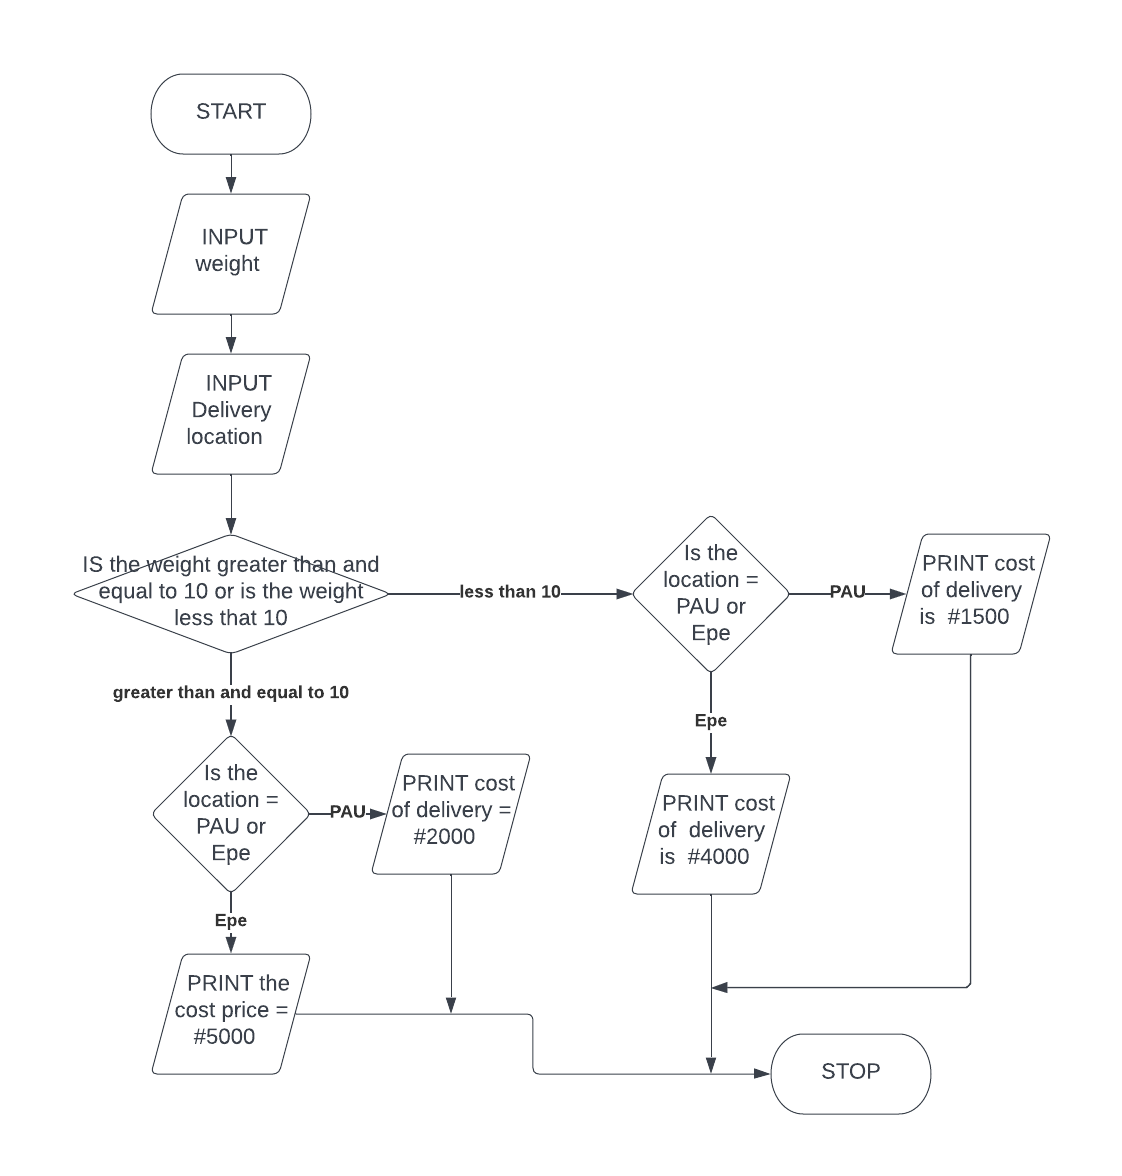 START
INPUT
weight
INPUT
Delivery
location
IS the weight greater than and
equal to 10 or is the weight
less that 10
less than 10
Is the
location =
PAU or
Epe
PAU
PRINT cost
of delivery
is #1500
greater than and equal to 10
Epe
Is the
location =
PAU or
Epe
PAU
PRINT cost
of delivery =
#2000
PRINT cost
of delivery
is #4000
Epe
PRINT the
cost price =
#5000
STOP